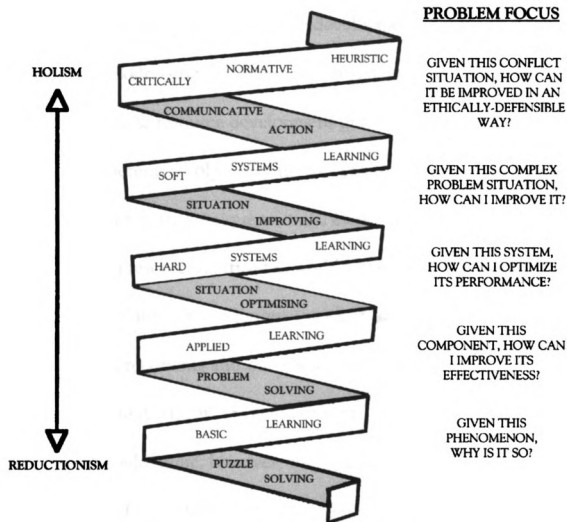 PROBLEM FOCUS
HOLISM
CRITICALLY NORMATIVE HEURISTIC
GIVEN THIS CONFLICT
SITUATION, HOW CAN
IT BE IMPROVED IN AN
ETHICALLY-DEFENSIBLE
WAY?
COMMUNICATIVE
ACTION
SOFT SYSTEMS LEARNING
GIVEN THIS COMPLEX
PROBLEM SITUATION,
HOW CAN I IMPROVE IT?
SITUATION
IMPROVING
HARD SYSTEMS LEARNING
GIVEN THIS SYSTEM,
HOW CAN I OPTIMIZE
ITS PERFORMANCE?
SITUATION
OPTIMISING
APPLIED LEARNING
GIVEN THIS
COMPONENT, HOW CAN
I IMPROVE ITS
EFFECTIVENESS?
PROBLEM
SOLVING
BASIC LEARNING
GIVEN THIS
PHENOMENON,
WHY IS IT SO?
REDUCTIONISM
PUZZLE
SOLVING